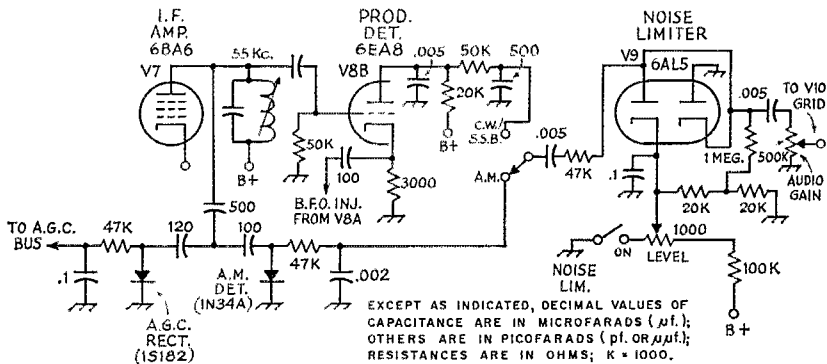 I.F.
AMP.
6BA6
V7
55 Kc.
PROD.
DET.
6EA8
V8B
.005
50K
500
20K
B+
C.W./
S.S.B.
50K
100
3000
B.F.O. INJ.
FROM V8A
B+
A.M.
.005
47K
NOISE
LIMITER
V9
6AL5
.005
TO V10
GRID
1 MEG.
500K
AUDIO
GAIN
.1
20K
20K
1000
LEVEL
ON
NOISE
LIM.
100K
B+
500
TO A.G.C.
BUS
47K
120
100
47K
.1
A.M.
DET.
(1N34A)
.002
A.G.C.
RECT.
(1S182)
EXCEPT AS INDICATED, DECIMAL VALUES OF
CAPACITANCE ARE IN MICROFARADS (μf.);
OTHERS ARE IN PICOFARADS (pf. OR μμf.);
RESISTANCES ARE IN OHMS; K = 1000.